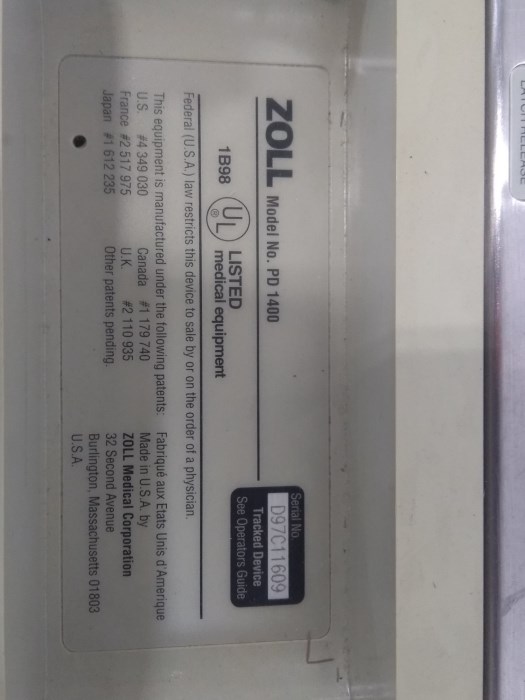 ZOLL Model No. PD 1400
Serial No.
D97C11609
Tracked Device
See Operators Guide
1B98 UL® LISTED
medical equipment
Federal (U.S.A.) law restricts this device to sale by or on the order of a physician.
This equipment is manufactured under the following patents:
U.S. #4 349 030 Canada #1 179 740
France #2 517 975 U.K. #2 110 935
Japan #1 612 235 Other patents pending.
Fabriqué aux Etats Unis d'Amérique
Made in U.S.A. by
ZOLL Medical Corporation
32 Second Avenue
Burlington, Massachusetts 01803
U.S.A.
RELEASE